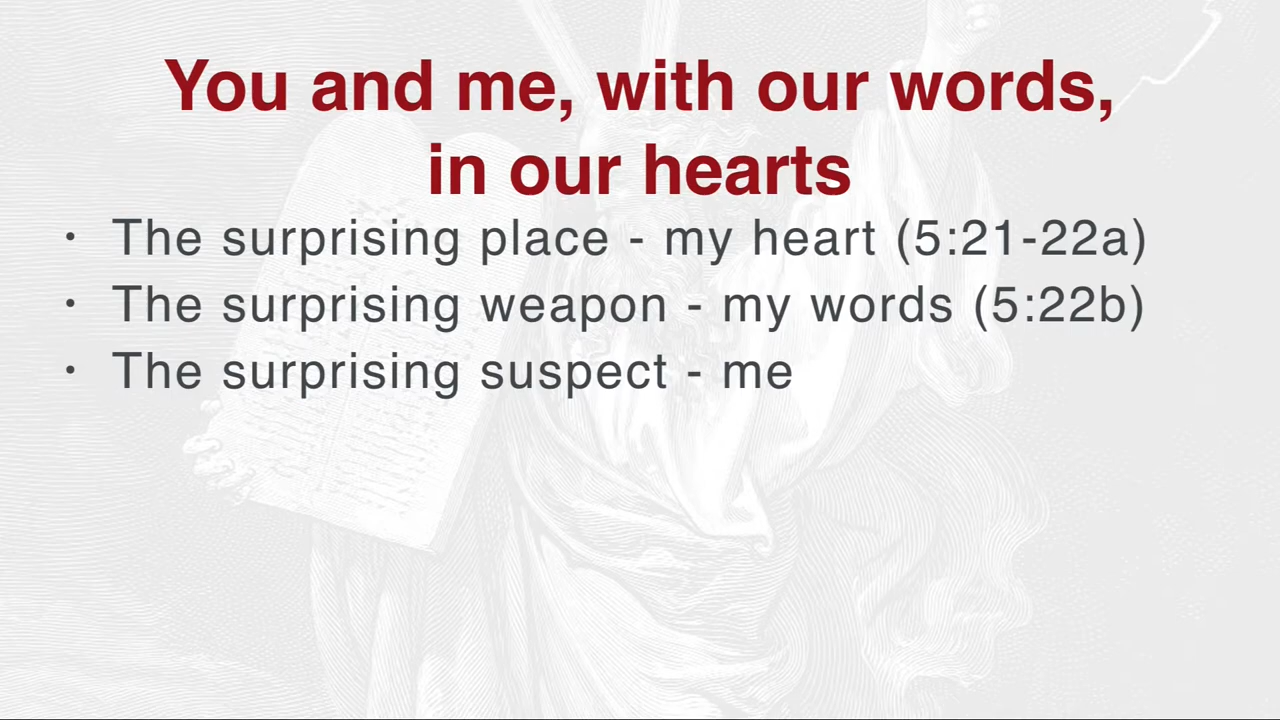 You and me, with our words,
in our hearts
• The surprising place - my heart (5:21-22a)
• The surprising weapon - my words (5:22b)
• The surprising suspect - me